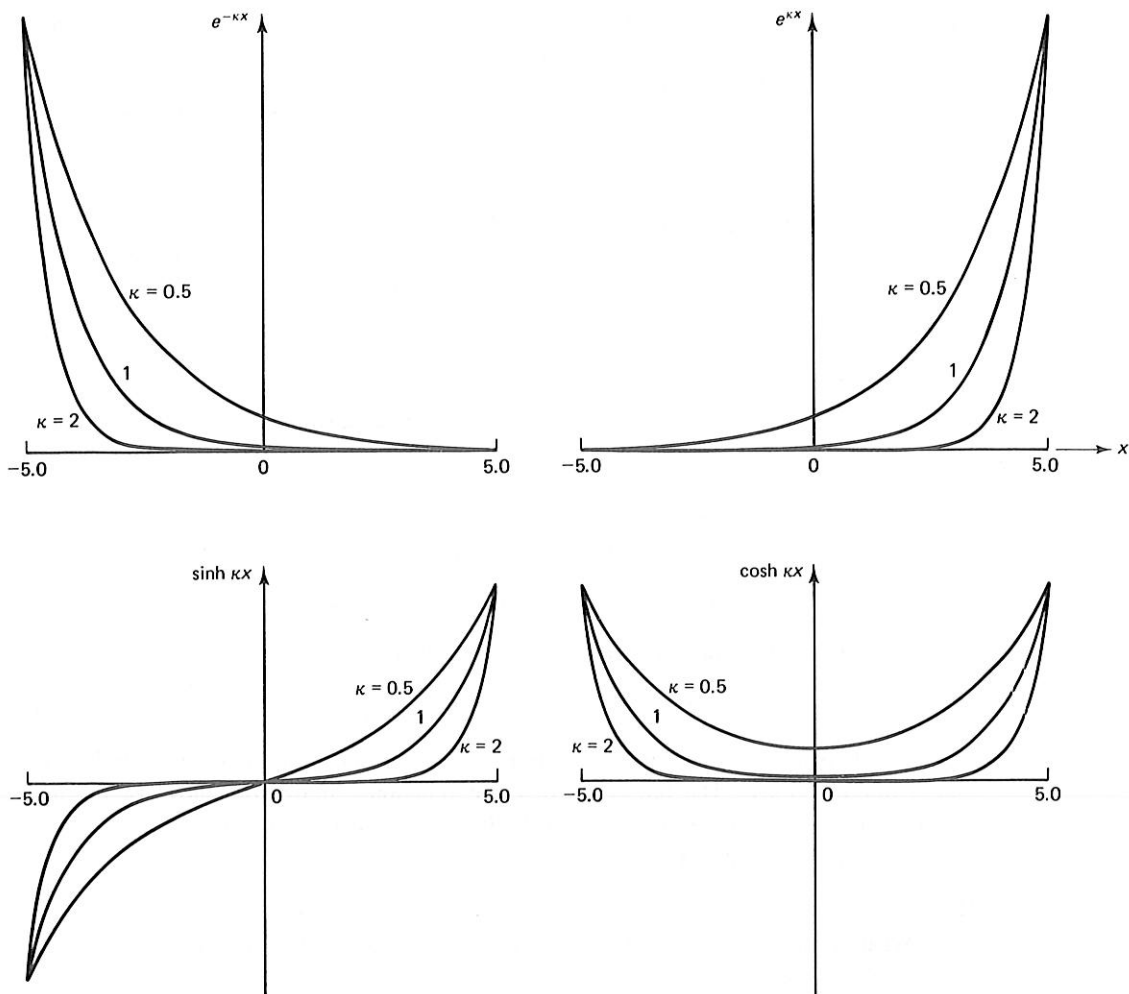 e^{-κx}
κ = 0.5
1
κ = 2
-5.0
0
5.0
e^{κx}
κ = 0.5
1
κ = 2
-5.0
0
5.0
x
sinh κx
κ = 0.5
1
κ = 2
-5.0
0
5.0
cosh κx
κ = 0.5
1
κ = 2
-5.0
0
5.0